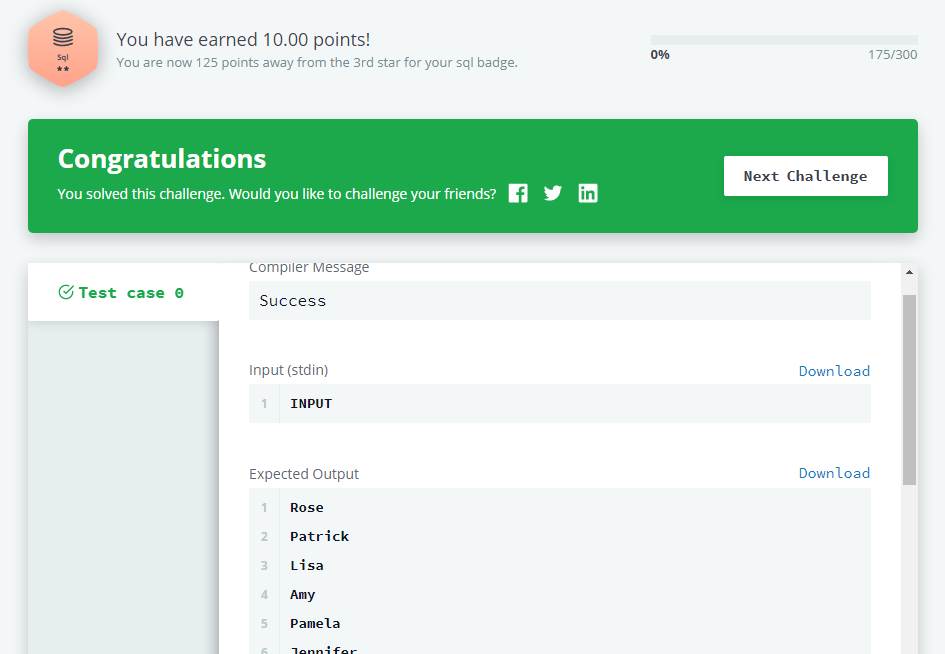 Sql
★★
You have earned 10.00 points!
You are now 125 points away from the 3rd star for your sql badge.
0%
175/300
Congratulations
You solved this challenge. Would you like to challenge your friends?
Next Challenge
Test case 0
Compiler Message
Success
Input (stdin)
Download
1 INPUT
Expected Output
Download
1 Rose
2 Patrick
3 Lisa
4 Amy
5 Pamela
6 Jennifer